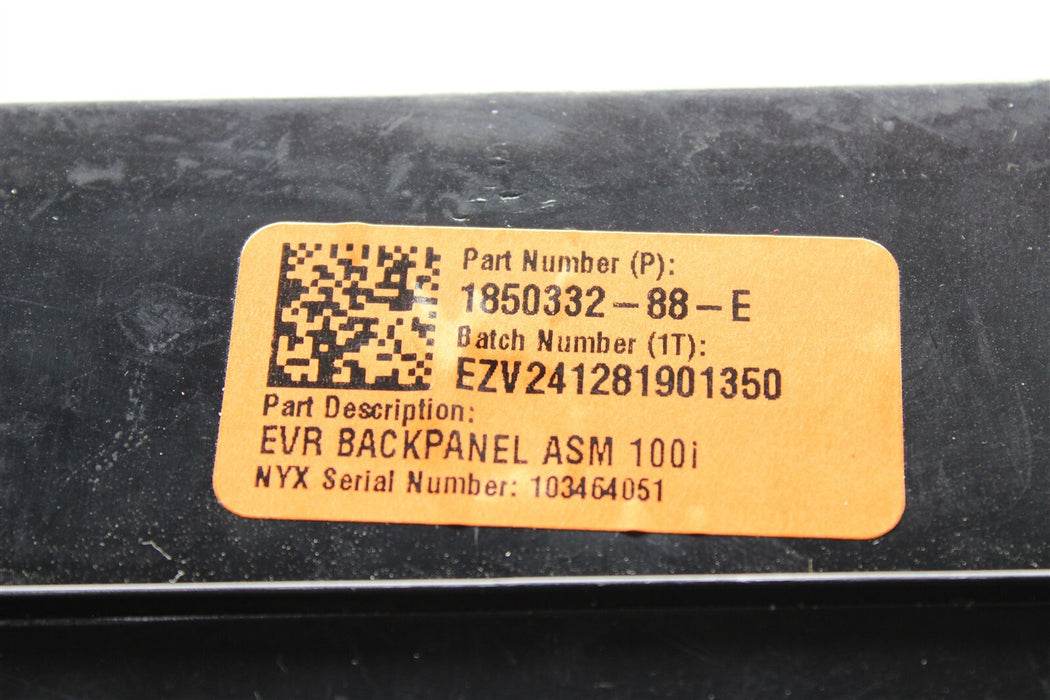 Part Number (P):
1850332-88-E
Batch Number (1T):
EZV241281901350
Part Description:
EVR BACKPANEL ASM 100i
NYX Serial Number: 103464051